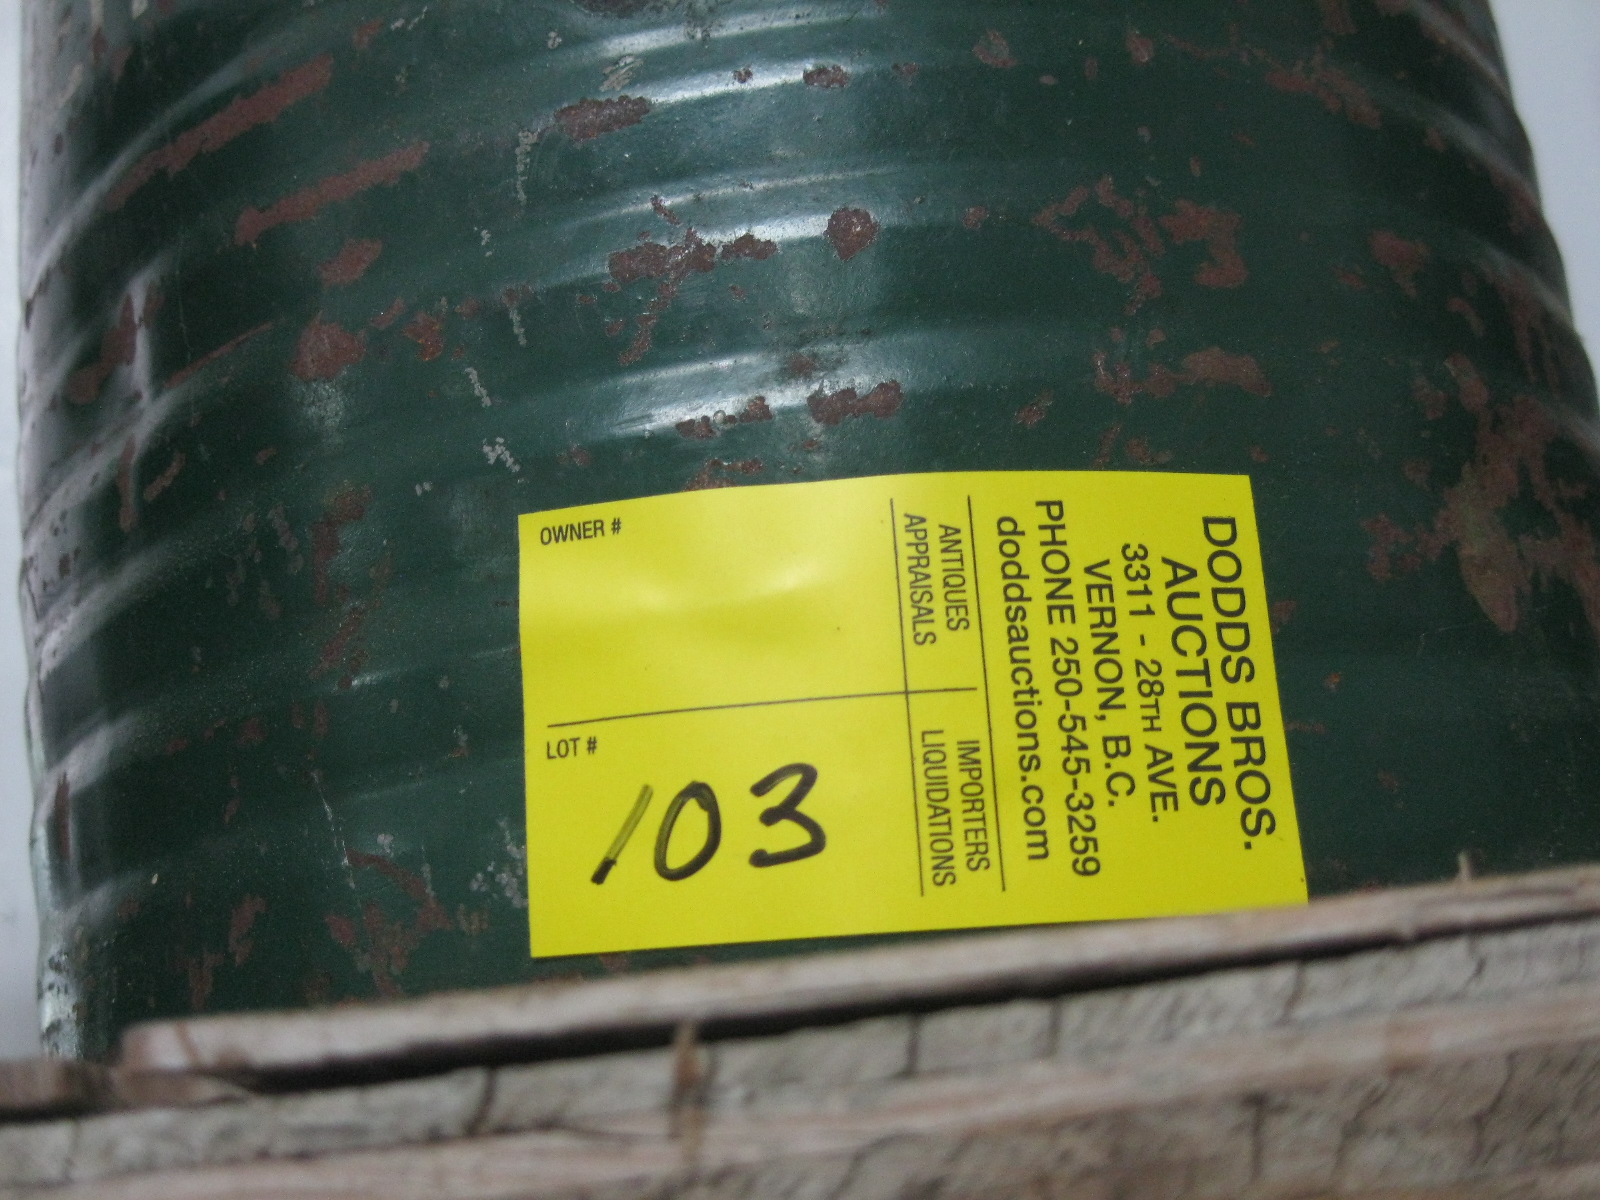 DODDS BROS.
AUCTIONS
3311 - 28TH AVE.
VERNON, B.C.
PHONE 250-545-3259
doddsauctions.com
ANTIQUES
APPRAISALS
IMPORTERS
LIQUIDATIONS
OWNER #
LOT #
103